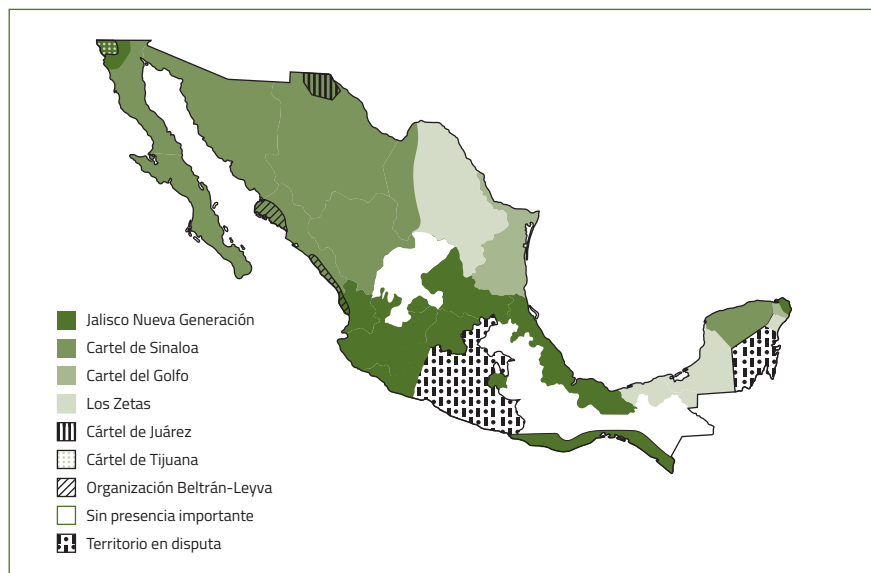 Jalisco Nueva Generación
Cartel de Sinaloa
Cartel del Golfo
Los Zetas
Cártel de Juárez
Cártel de Tijuana
Organización Beltrán-Leyva
Sin presencia importante
Territorio en disputa